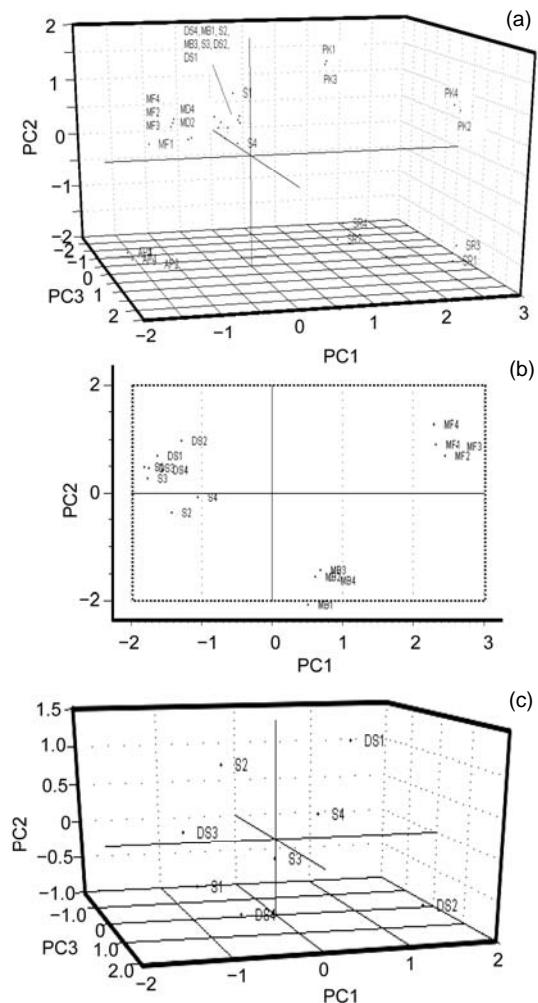 (a)
2
DS4, MB1, S2,
MB3, S3, DS2,
DS1
PK1
PK3
1
S1
PK4
PK2
MF4
MF2
MF3
MD4
MD2
MF1
S4
0
PC2
−1
−2
SR4
SR2
SR3
SR1
AP2
−2
−1
0
1
2
PC3
−2
−1
0
1
2
3
PC1
(b)
2
MF4
MF3
MF2
DS2
DS1
DS3
DS4
S3
S4
S2
0
PC2
MB3
MB4
MB1
−2
−2
−1
0
1
2
3
PC1
(c)
1.5
DS1
1.0
S2
0.5
S4
PC2
0
DS3
−0.5
S3
−1.0
S1
DS4
DS2
−1.0
0
1.0
2.0
PC3
−2
−1
0
1
2
PC1